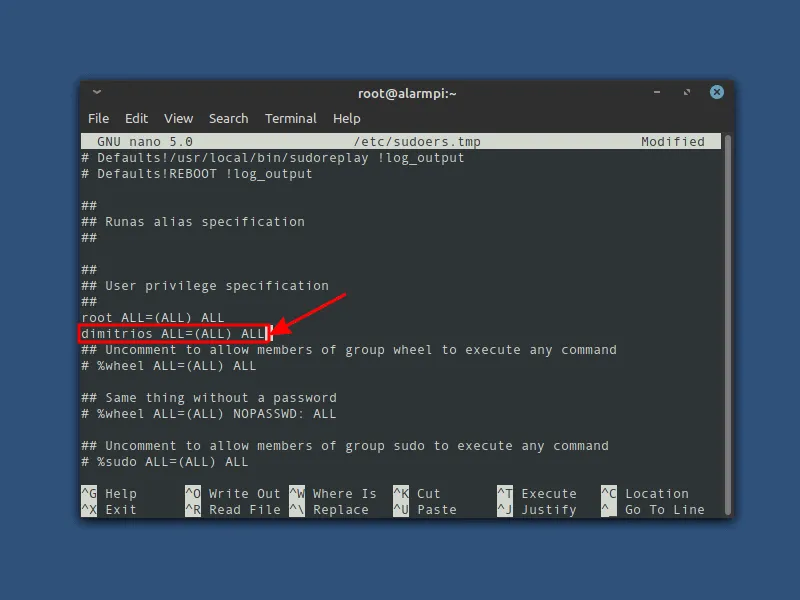 root@alarmpi:~
File Edit View Search Terminal Help
GNU nano 5.0 /etc/sudoers.tmp Modified
# Defaults!/usr/local/bin/sudoreplay !log_output
# Defaults!REBOOT !log_output
##
## Runas alias specification
##
##
## User privilege specification
##
root ALL=(ALL) ALL
dimitrios ALL=(ALL) ALL
## Uncomment to allow members of group wheel to execute any command
# %wheel ALL=(ALL) ALL
## Same thing without a password
# %wheel ALL=(ALL) NOPASSWD: ALL
## Uncomment to allow members of group sudo to execute any command
# %sudo ALL=(ALL) ALL
^G Help ^O Write Out ^W Where Is ^K Cut ^T Execute ^C Location
^X Exit ^R Read File ^\ Replace ^U Paste ^J Justify ^_ Go To Line